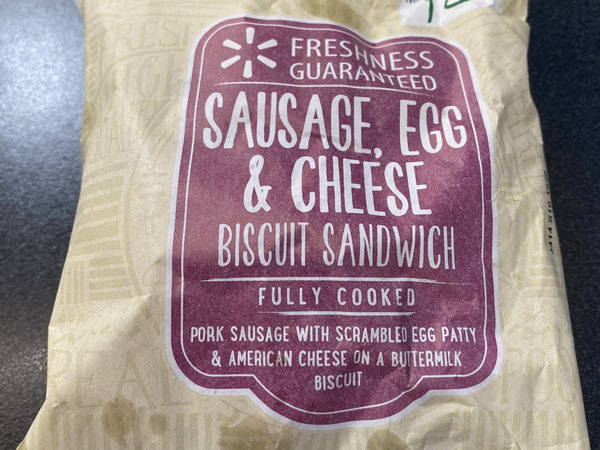 FRESHNESS
GUARANTEED
SAUSAGE, EGG
& CHEESE
BISCUIT SANDWICH
FULLY COOKED
PORK SAUSAGE WITH SCRAMBLED EGG PATTY
& AMERICAN CHEESE ON A BUTTERMILK
BISCUIT